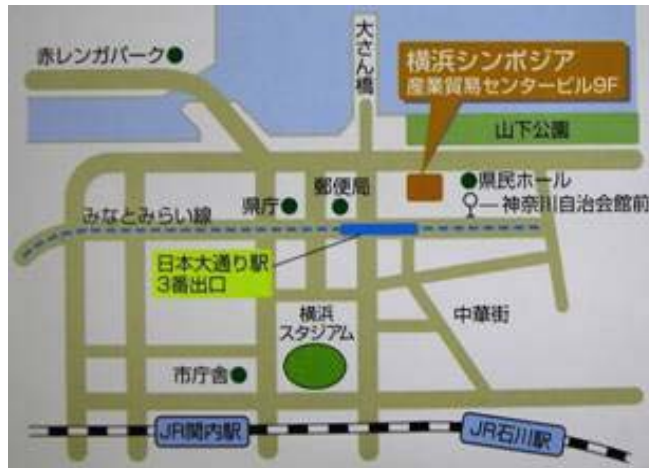 赤レンガパーク
大さん橋
横浜シンポジア
産業貿易センタービル9F
山下公園
県庁
郵便局
県民ホール
神奈川自治会館前
みなとみらい線
日本大通り駅
3番出口
横浜
スタジアム
中華街
市庁舎
JR関内駅
JR石川駅